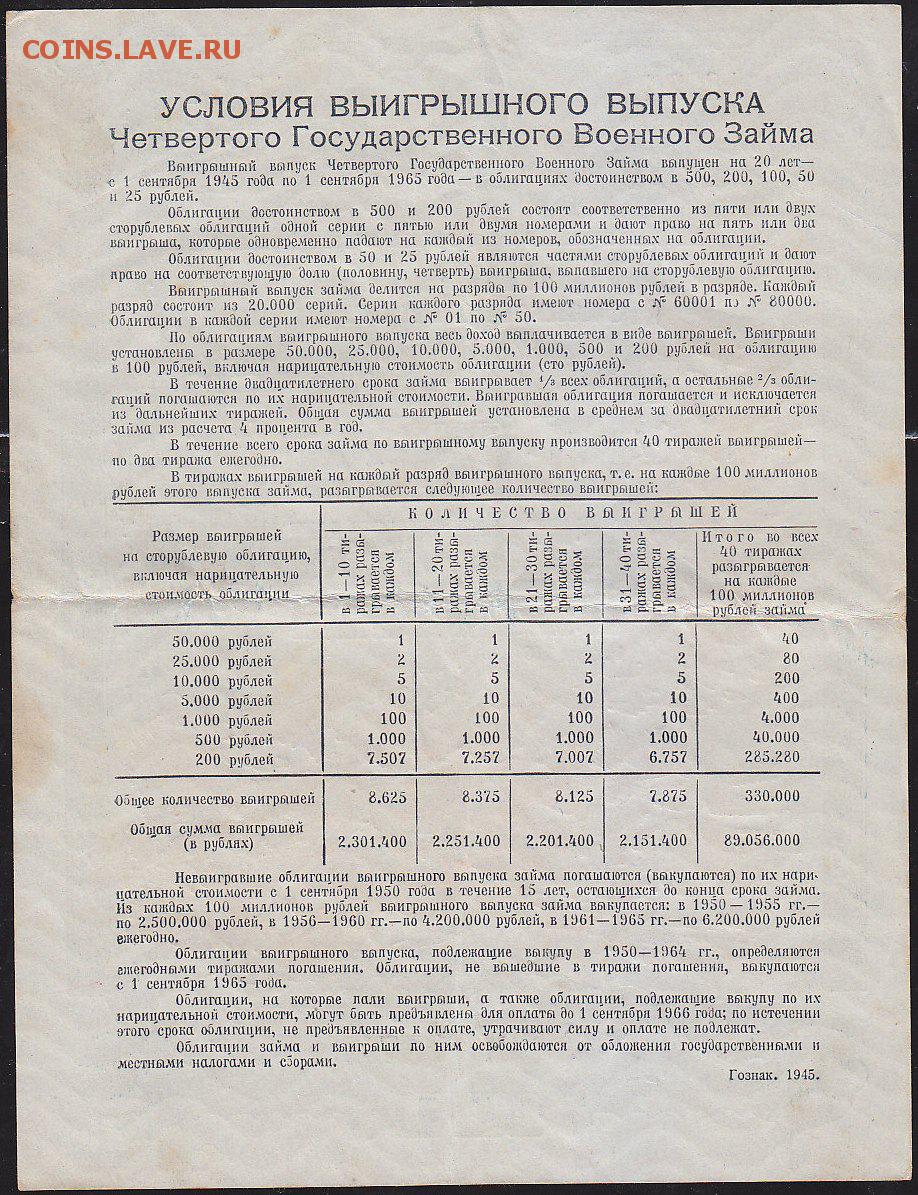 COINS.LAVE.RU
УСЛОВИЯ ВЫИГРЫШНОГО ВЫПУСКА
Четвертого Государственного Военного Займа
Выигрышный выпуск Четвертого Государственного Военного Займа выпущен на 20 лет—
с 1 сентября 1945 года по 1 сентября 1965 года—в облигациях достоинством в 500, 200, 100, 50
и 25 рублей.
Облигации достоинством в 500 и 200 рублей состоят соответственно из пяти или двух
сторублевых облигаций одной серии с пятью или двумя номерами и дают право на пять или два
выигрыша, которые одновременно падают на каждый из номеров, обозначенных на облигации.
Облигации достоинством в 50 и 25 рублей являются частями сторублевых облигаций и дают
право на соответствующую долю (половину, четверть) выигрыша, выпавшего на сторублевую облигацию.
Выигрышный выпуск займа делится на разряды по 100 миллионов рублей в разряде. Каждый
разряд состоит из 20.000 серий. Серии каждого разряда имеют номера с № 60001 по № 80000.
Облигации в каждой серии имеют номера с № 01 по № 50.
По облигациям выигрышного выпуска весь доход выплачивается в виде выигрышей. Выигрыши
установлены в размере 50.000, 25.000, 10.000, 5.000, 1.000, 500 и 200 рублей на облигацию
в 100 рублей, включая нарицательную стоимость облигации (сто рублей).
В течение двадцатилетнего срока займа выигрывает 1/3 всех облигаций, а остальные 2/3 обли-
гаций погашаются по их нарицательной стоимости. Выигравшая облигация погашается и исключается
из дальнейших тиражей. Общая сумма выигрышей установлена в среднем за двадцатилетний срок
займа из расчета 4 процента в год.
В течение всего срока займа по выигрышному выпуску производится 40 тиражей выигрышей—
по два тиража ежегодно.
В тиражах выигрышей на каждый разряд выигрышного выпуска, т. е. на каждые 100 миллионов
рублей этого выпуска займа, разыгрывается следующее количество выигрышей:
Размер выигрышей
на сторублевую облигацию,
включая нарицательную
стоимость облигации
КОЛИЧЕСТВО ВЫИГРЫШЕЙ
в 1—10 ти-
ражах разы-
грывается
в каждом
в 11—20 ти-
ражах разы-
грывается
в каждом
в 21—30 ти-
ражах разы-
грывается
в каждом
в 31—40 ти-
ражах разы-
грывается
в каждом
Итого во всех
40 тиражах
разыгрывается
на каждые
100 миллионов
рублей займа
50.000 рублей 1 1 1 1 40
25.000 рублей 2 2 2 2 80
10.000 рублей 5 5 5 5 200
5.000 рублей 10 10 10 10 400
1.000 рублей 100 100 100 100 4.000
500 рублей 1.000 1.000 1.000 1.000 40.000
200 рублей 7.507 7.257 7.007 6.757 285.280
Общее количество выигрышей 8.625 8.375 8.125 7.875 330.000
Общая сумма выигрышей
(в рублях) 2.301.400 2.251.400 2.201.400 2.151.400 89.056.000
Невыигравшие облигации выигрышного выпуска займа погашаются (выкупаются) по их нари-
цательной стоимости с 1 сентября 1950 года в течение 15 лет, остающихся до конца срока займа.
Из каждых 100 миллионов рублей выигрышного выпуска займа выкупается: в 1950—1955 гг.—
по 2.500.000 рублей, в 1956—1960 гг.—по 4.200.000 рублей, в 1961—1965 гг.—по 6.200.000 рублей
ежегодно.
Облигации выигрышного выпуска, подлежащие выкупу в 1950—1964 гг., определяются
ежегодными тиражами погашения. Облигации, не вышедшие в тиражи погашения, выкупаются
с 1 сентября 1965 года.
Облигации, на которые пали выигрыши, а также облигации, подлежащие выкупу по их
нарицательной стоимости, могут быть предъявлены для оплаты до 1 сентября 1966 года; по истечении
этого срока облигации, не предъявленные к оплате, утрачивают силу и оплате не подлежат.
Облигации займа и выигрыши по ним освобождаются от обложения государственными и
местными налогами и сборами.
Гознак. 1945.